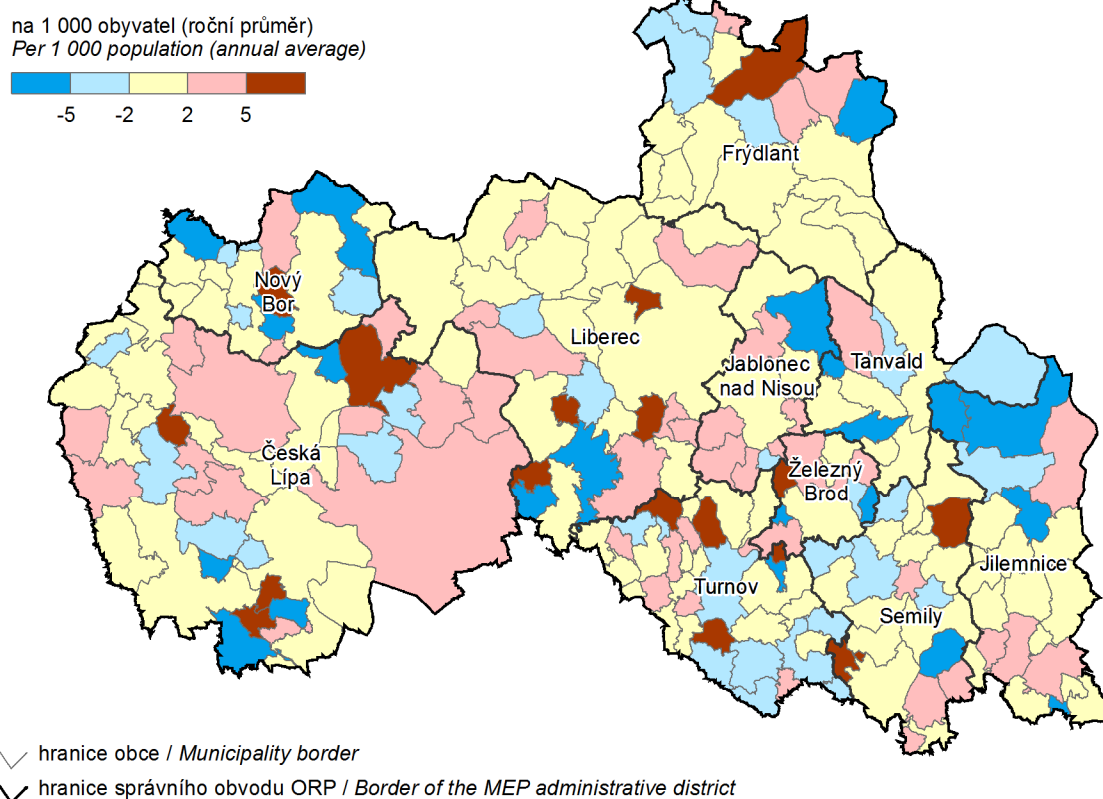 na 1 000 obyvatel (roční průměr)
Per 1 000 population (annual average)
-5 -2 2 5
Frýdlant
Nový
Bor
Liberec
Jablonec
nad Nisou
Tanvald
Česká
Lípa
Železný
Brod
Jilemnice
Turnov
Semily
hranice obce / Municipality border
hranice správního obvodu ORP / Border of the MEP administrative district